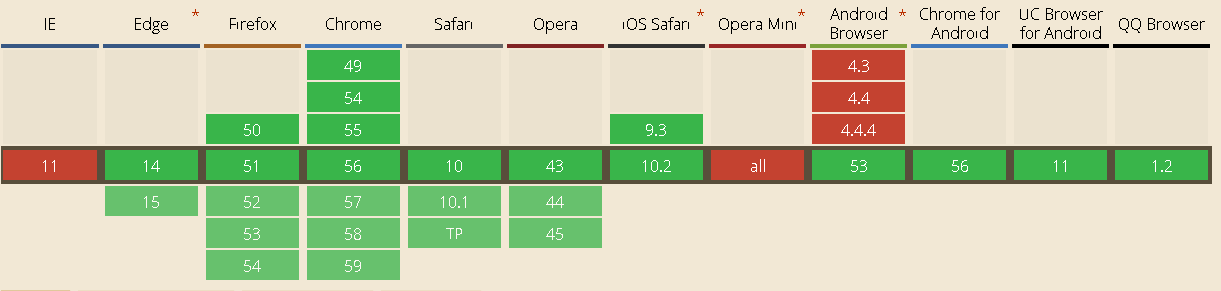 IE Edge * Firefox Chrome Safari Opera iOS Safari * Opera Mini * Android Browser * Chrome for Android UC Browser for Android QQ Browser
49 4.3
54 4.4
50 55 9.3 4.4.4
11 14 51 56 10 43 10.2 all 53 56 11 1.2
15 52 57 10.1 44
53 58 TP 45
54 59